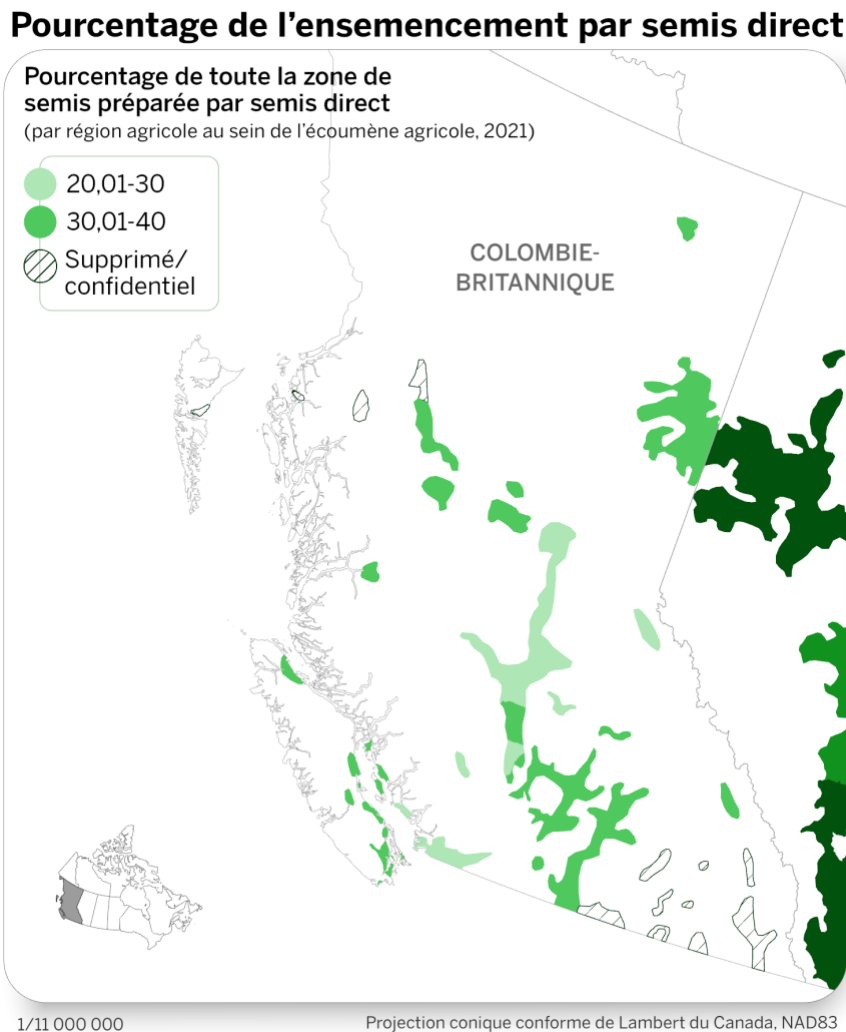 Pourcentage de l’ensemencement par semis direct
Pourcentage de toute la zone de
semis préparée par semis direct
(par région agricole au sein de l’écoumène agricole, 2021)
20,01-30
30,01-40
Supprimé/
confidentiel
COLOMBIE-
BRITANNIQUE
1/11 000 000
Projection conique conforme de Lambert du Canada, NAD83